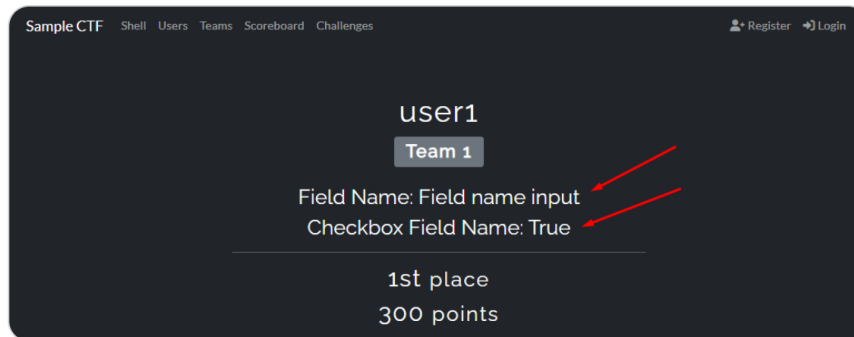 Sample CTF Shell Users Teams Scoreboard Challenges Register Login
user1
Team 1
Field Name: Field name input
Checkbox Field Name: True
1st place
300 points